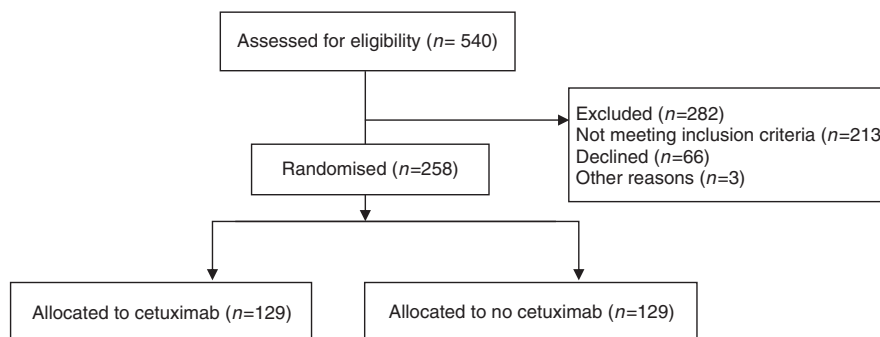 Assessed for eligibility (n= 540)
Excluded (n=282)
Not meeting inclusion criteria (n=213
Declined (n=66)
Other reasons (n=3)
Randomised (n=258)
Allocated to cetuximab (n=129)
Allocated to no cetuximab (n=129)